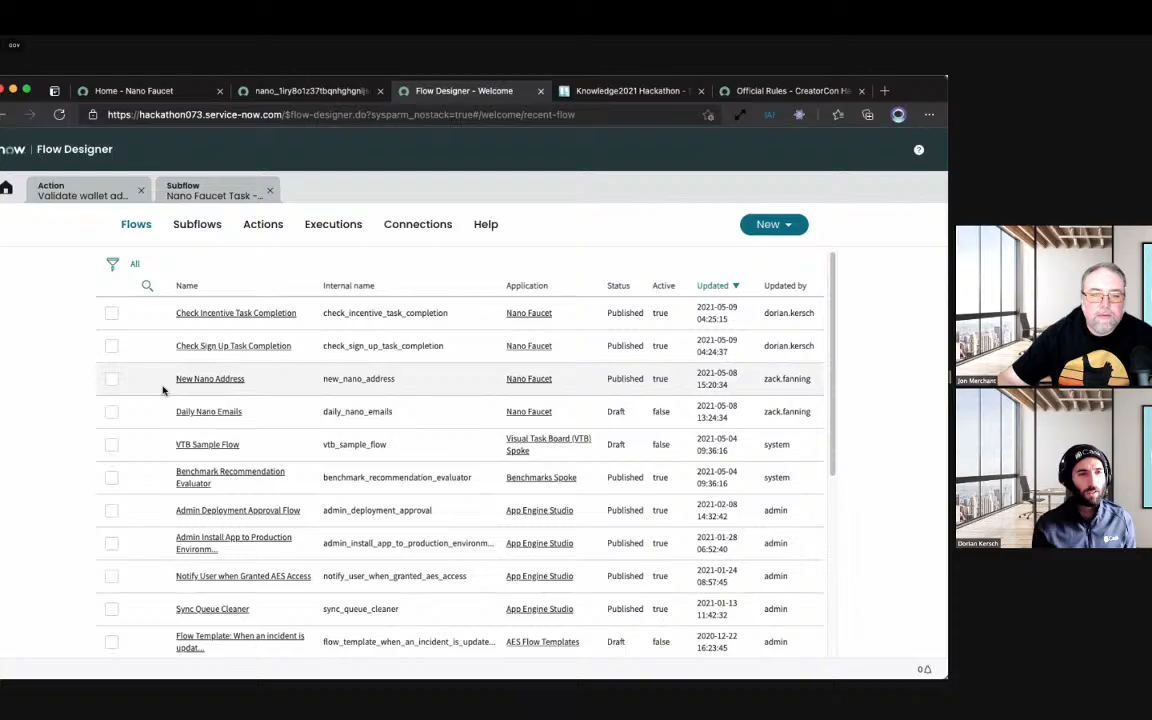 GOV
Home - Nano Faucet
nano_1iry8o1z37tbqnhghgnijs
Flow Designer - Welcome
Knowledge2021 Hackathon -
Official Rules - CreatorCon H
https://hackathon073.service-now.com/$flow-designer.do?sysparm_nostack=true#/welcome/recent-flow
now Flow Designer
Action
Validate wallet ad...
Subflow
Nano Faucet Task -...
Flows Subflows Actions Executions Connections Help New
All
Name Internal name Application Status Active Updated Updated by
Check Incentive Task Completion check_incentive_task_completion Nano Faucet Published true 2021-05-09 04:25:15 dorian.kersch
Check Sign Up Task Completion check_sign_up_task_completion Nano Faucet Published true 2021-05-09 04:24:37 dorian.kersch
New Nano Address new_nano_address Nano Faucet Published true 2021-05-08 15:20:34 zack.fanning
Daily Nano Emails daily_nano_emails Nano Faucet Draft false 2021-05-08 13:24:34 zack.fanning
VTB Sample Flow vtb_sample_flow Visual Task Board (VTB) Spoke Draft false 2021-05-04 09:36:16 system
Benchmark Recommendation Evaluator benchmark_recommendation_evaluator Benchmarks Spoke Published true 2021-05-04 09:36:16 system
Admin Deployment Approval Flow admin_deployment_approval App Engine Studio Published true 2021-02-08 14:32:42 admin
Admin Install App to Production Environm... admin_install_app_to_production_environm... App Engine Studio Published true 2021-01-28 06:52:40 admin
Notify User when Granted AES Access notify_user_when_granted_aes_access App Engine Studio Published true 2021-01-24 08:57:45 admin
Sync Queue Cleaner sync_queue_cleaner App Engine Studio Published true 2021-01-13 11:42:32 admin
Flow Template: When an incident is updat... flow_template_when_an_incident_is_update... AES Flow Templates Draft false 2020-12-22 16:23:45 admin
0
Jon Merchant
Cask
Dorian Kersch